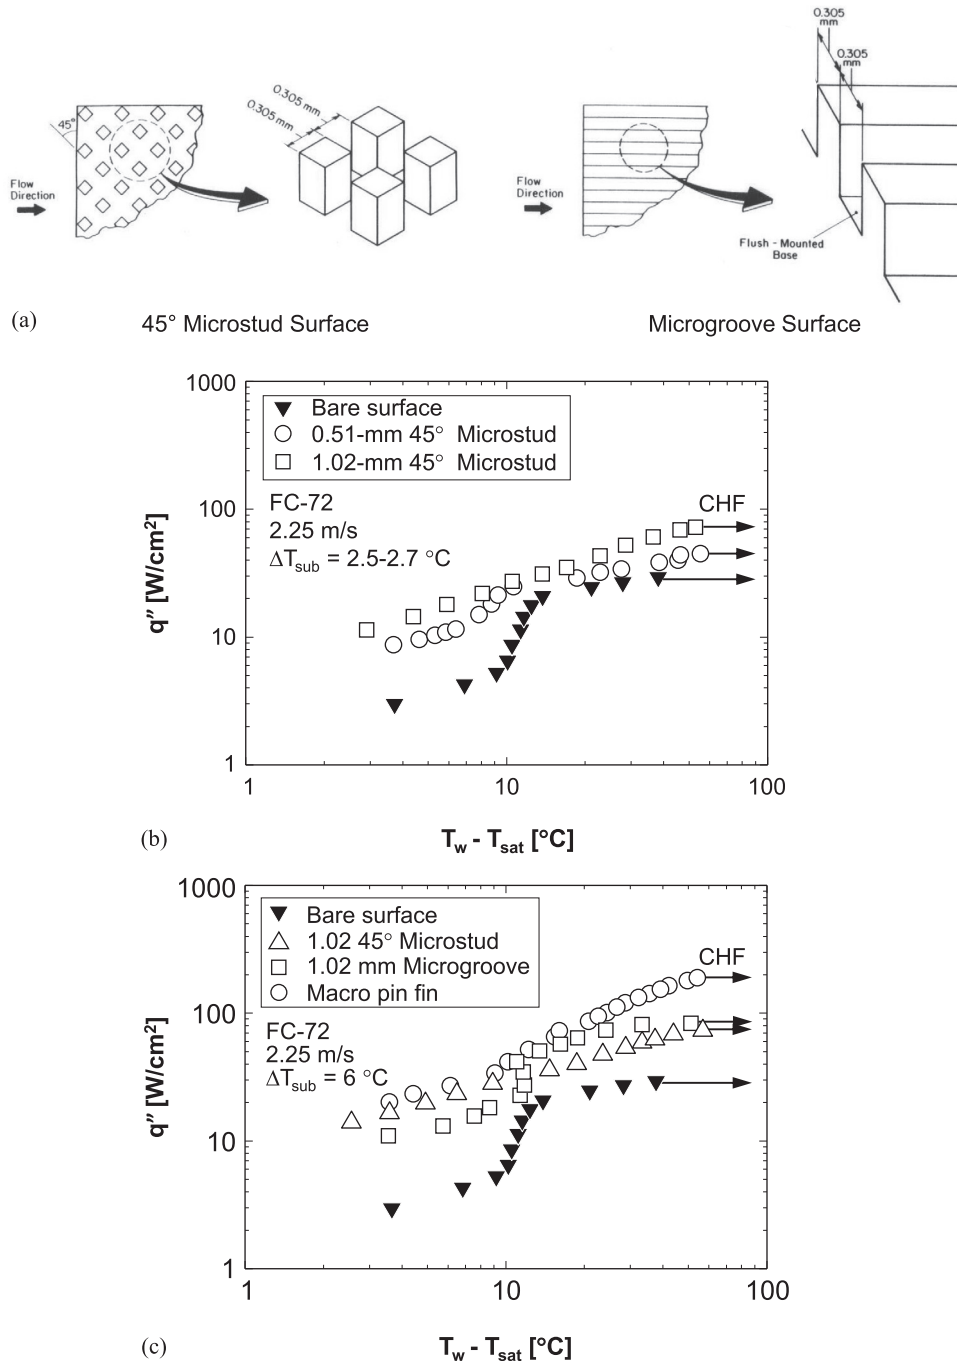 0.305
mm
0.305
mm
0.305 mm
0.305 mm
45°
Flow
Direction
Flow
Direction
Flush - Mounted
Base
(a)
45° Microstud Surface
Microgroove Surface
1000
100
10
1
q″ [W/cm²]
Bare surface
0.51-mm 45° Microstud
1.02-mm 45° Microstud
FC-72
2.25 m/s
ΔTsub = 2.5-2.7 °C
CHF
1
10
100
(b)
Tw - Tsat [°C]
1000
100
10
1
q″ [W/cm²]
Bare surface
1.02 45° Microstud
1.02 mm Microgroove
Macro pin fin
FC-72
2.25 m/s
ΔTsub = 6 °C
CHF
1
10
100
(c)
Tw - Tsat [°C]